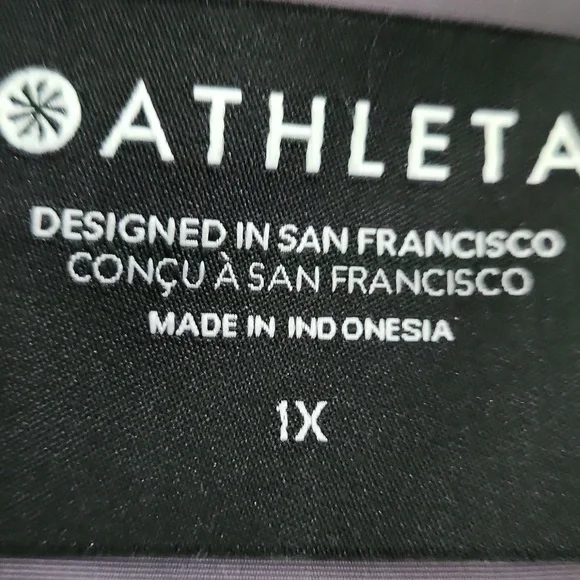 ATHLETA
DESIGNED IN SAN FRANCISCO
CONÇU À SAN FRANCISCO
MADE IN INDONESIA
1X